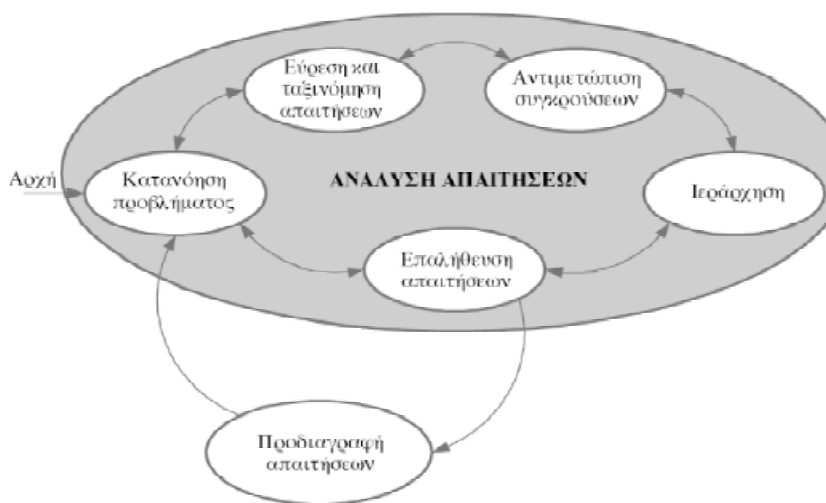 Εύρεση και
ταξινόμηση
απαιτήσεων
Αντιμετώπιση
συγκρούσεων
Αρχή
Κατανόηση
προβλήματος
ΑΝΑΛΥΣΗ ΑΠΑΙΤΗΣΕΩΝ
Ιεράρχηση
Επαλήθευση
απαιτήσεων
Προδιαγραφή
απαιτήσεων